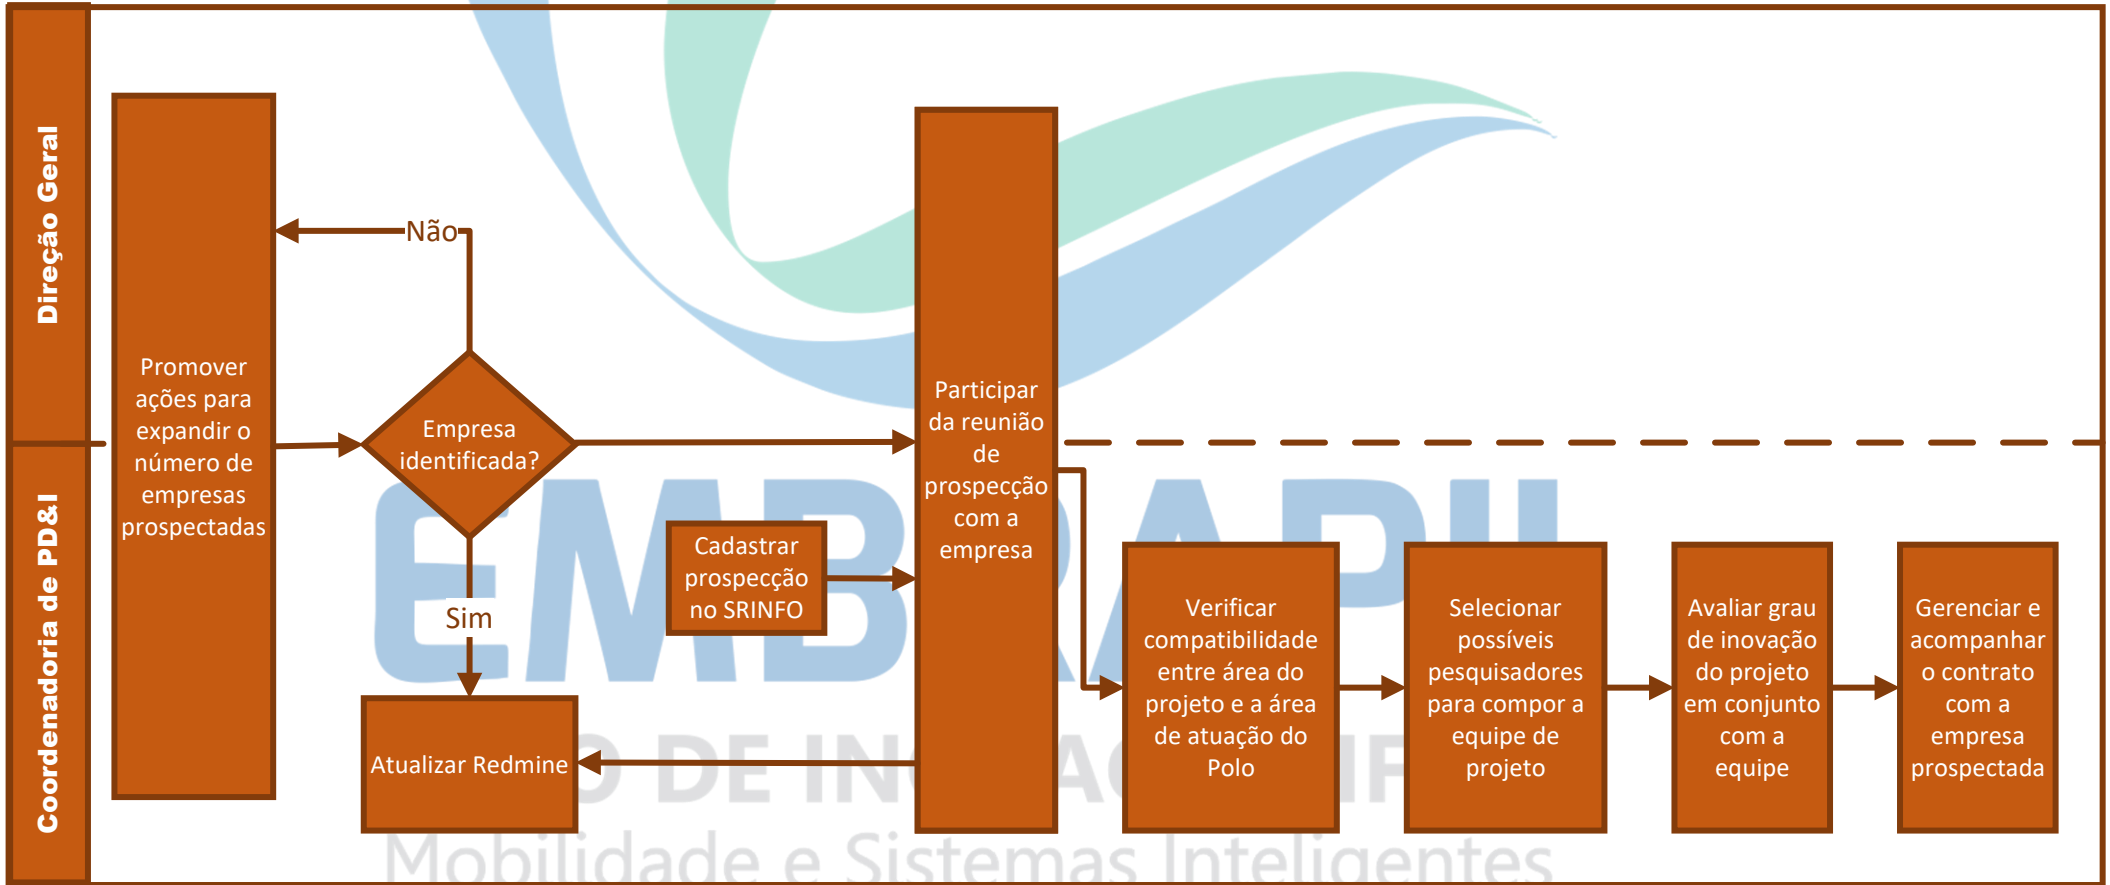 Direção Geral
Coordenadoria de PD&I
Promover
ações para
expandir o
número de
empresas
prospectadas
Não
Empresa
identificada?
Sim
Atualizar Redmine
Cadastrar
prospecção
no SRINFO
Participar
da reunião
de
prospecção
com a
empresa
Verificar
compatibilidade
entre área do
projeto e a área
de atuação do
Polo
Selecionar
possíveis
pesquisadores
para compor a
equipe de
projeto
Avaliar grau
de inovação
do projeto
em conjunto
com a
equipe
Gerenciar e
acompanhar
o contrato
com a
empresa
prospectada
EMBRAPII
DE
Mobilidade e Sistemas Inteligentes